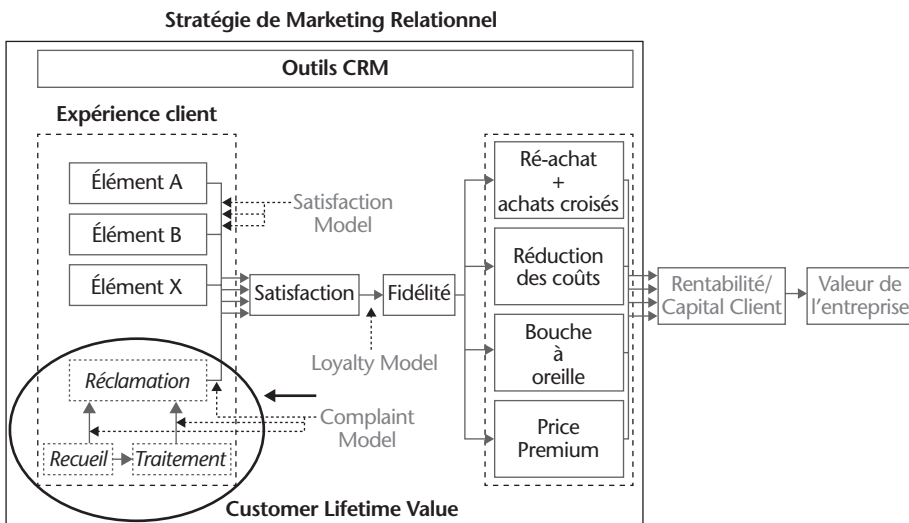 Stratégie de Marketing Relationnel
Outils CRM
Expérience client
Élément A
Élément B
Élément X
Satisfaction
Model
Satisfaction
Fidélité
Loyalty Model
Réclamation
Recueil
Traitement
Complaint
Model
Ré-achat
+
achats croisés
Réduction
des coûts
Bouche
à
oreille
Price
Premium
Rentabilité/
Capital Client
Valeur de
l'entreprise
Customer Lifetime Value